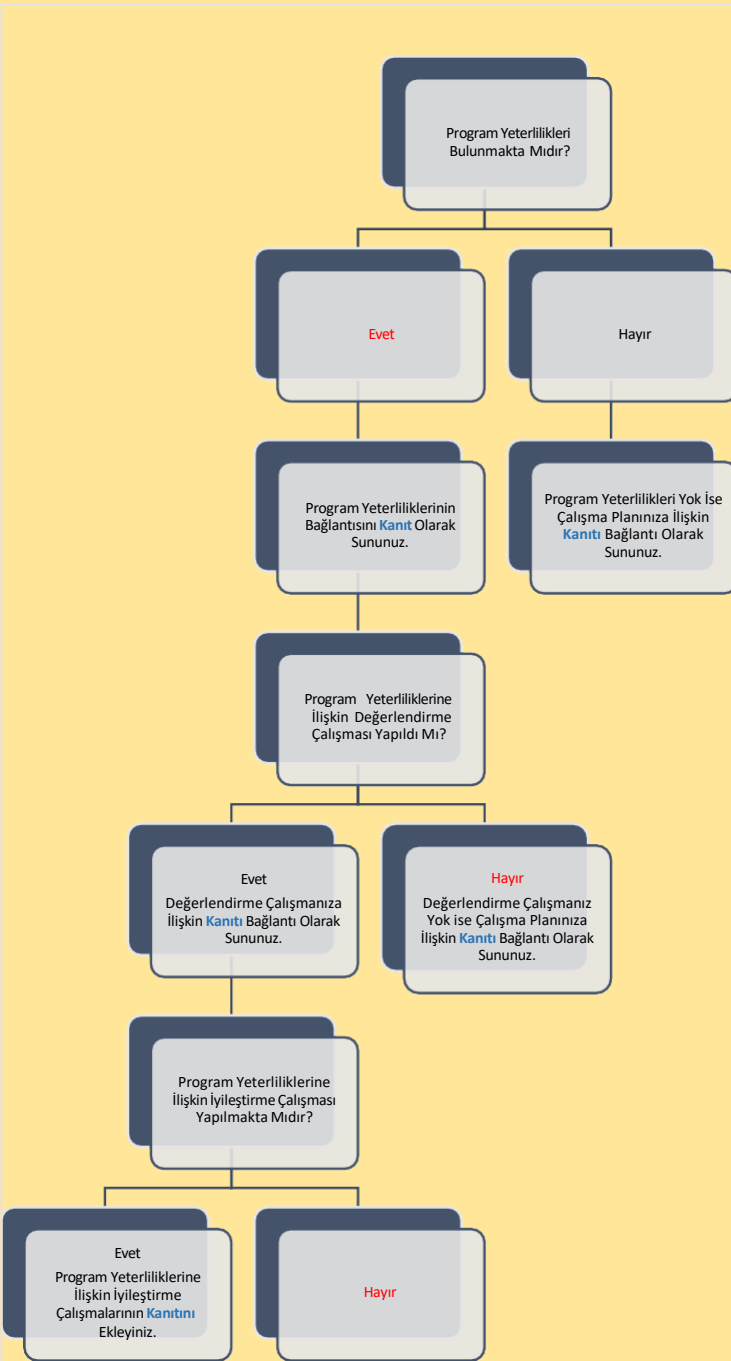 Program Yeterlilikleri
Bulunmakta Mıdır?
Evet
Hayır
Program Yeterliliklerinin
Bağlantısını Kanıt Olarak
Sununuz.
Program Yeterlilikleri Yok İse
Çalışma Planınıza İlişkin
Kanıtı Bağlantı Olarak
Sununuz.
Program Yeterliliklerine
İlişkin Değerlendirme
Çalışması Yapıldı Mı?
Evet
Değerlendirme Çalışmanıza
İlişkin Kanıtı Bağlantı Olarak
Sununuz.
Hayır
Değerlendirme Çalışmanız
Yok ise Çalışma Planınıza
İlişkin Kanıtı Bağlantı Olarak
Sununuz.
Program Yeterliliklerine
İlişkin İyileştirme Çalışması
Yapılmakta Mıdır?
Evet
Program Yeterliliklerine
İlişkin İyileştirme
Çalışmalarının Kanıtını
Ekleyiniz.
Hayır